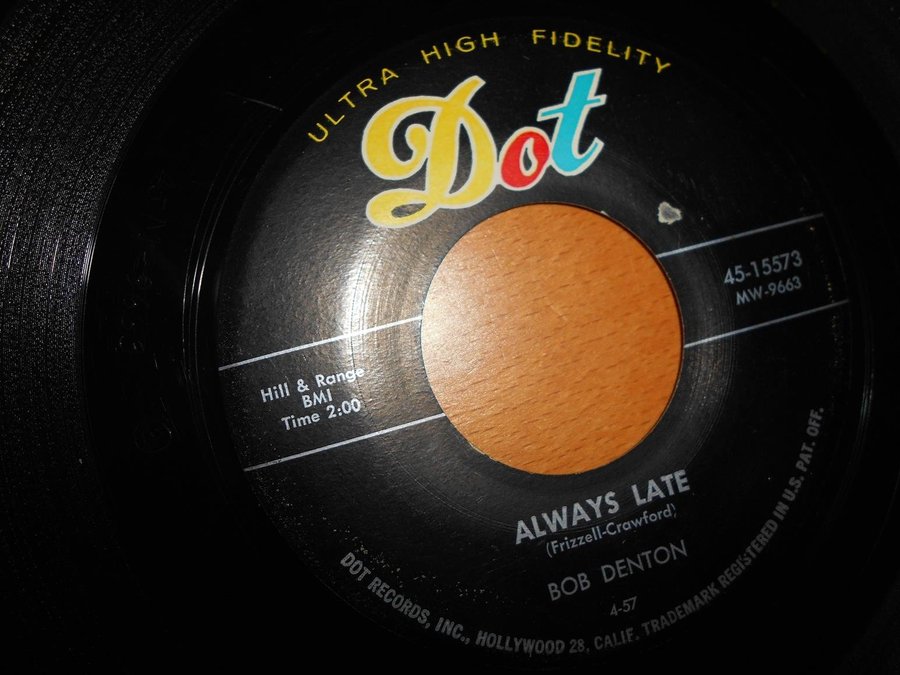 ULTRA HIGH FIDELITY
Dot
45-15573
MW-9663
Hill & Range
BMI
Time 2:00
ALWAYS LATE
(Frizzell-Crawford)
BOB DENTON
4-57
DOT RECORDS, INC., HOLLYWOOD 28, CALIF. TRADEMARK REGISTERED IN U.S. PAT. OFF.